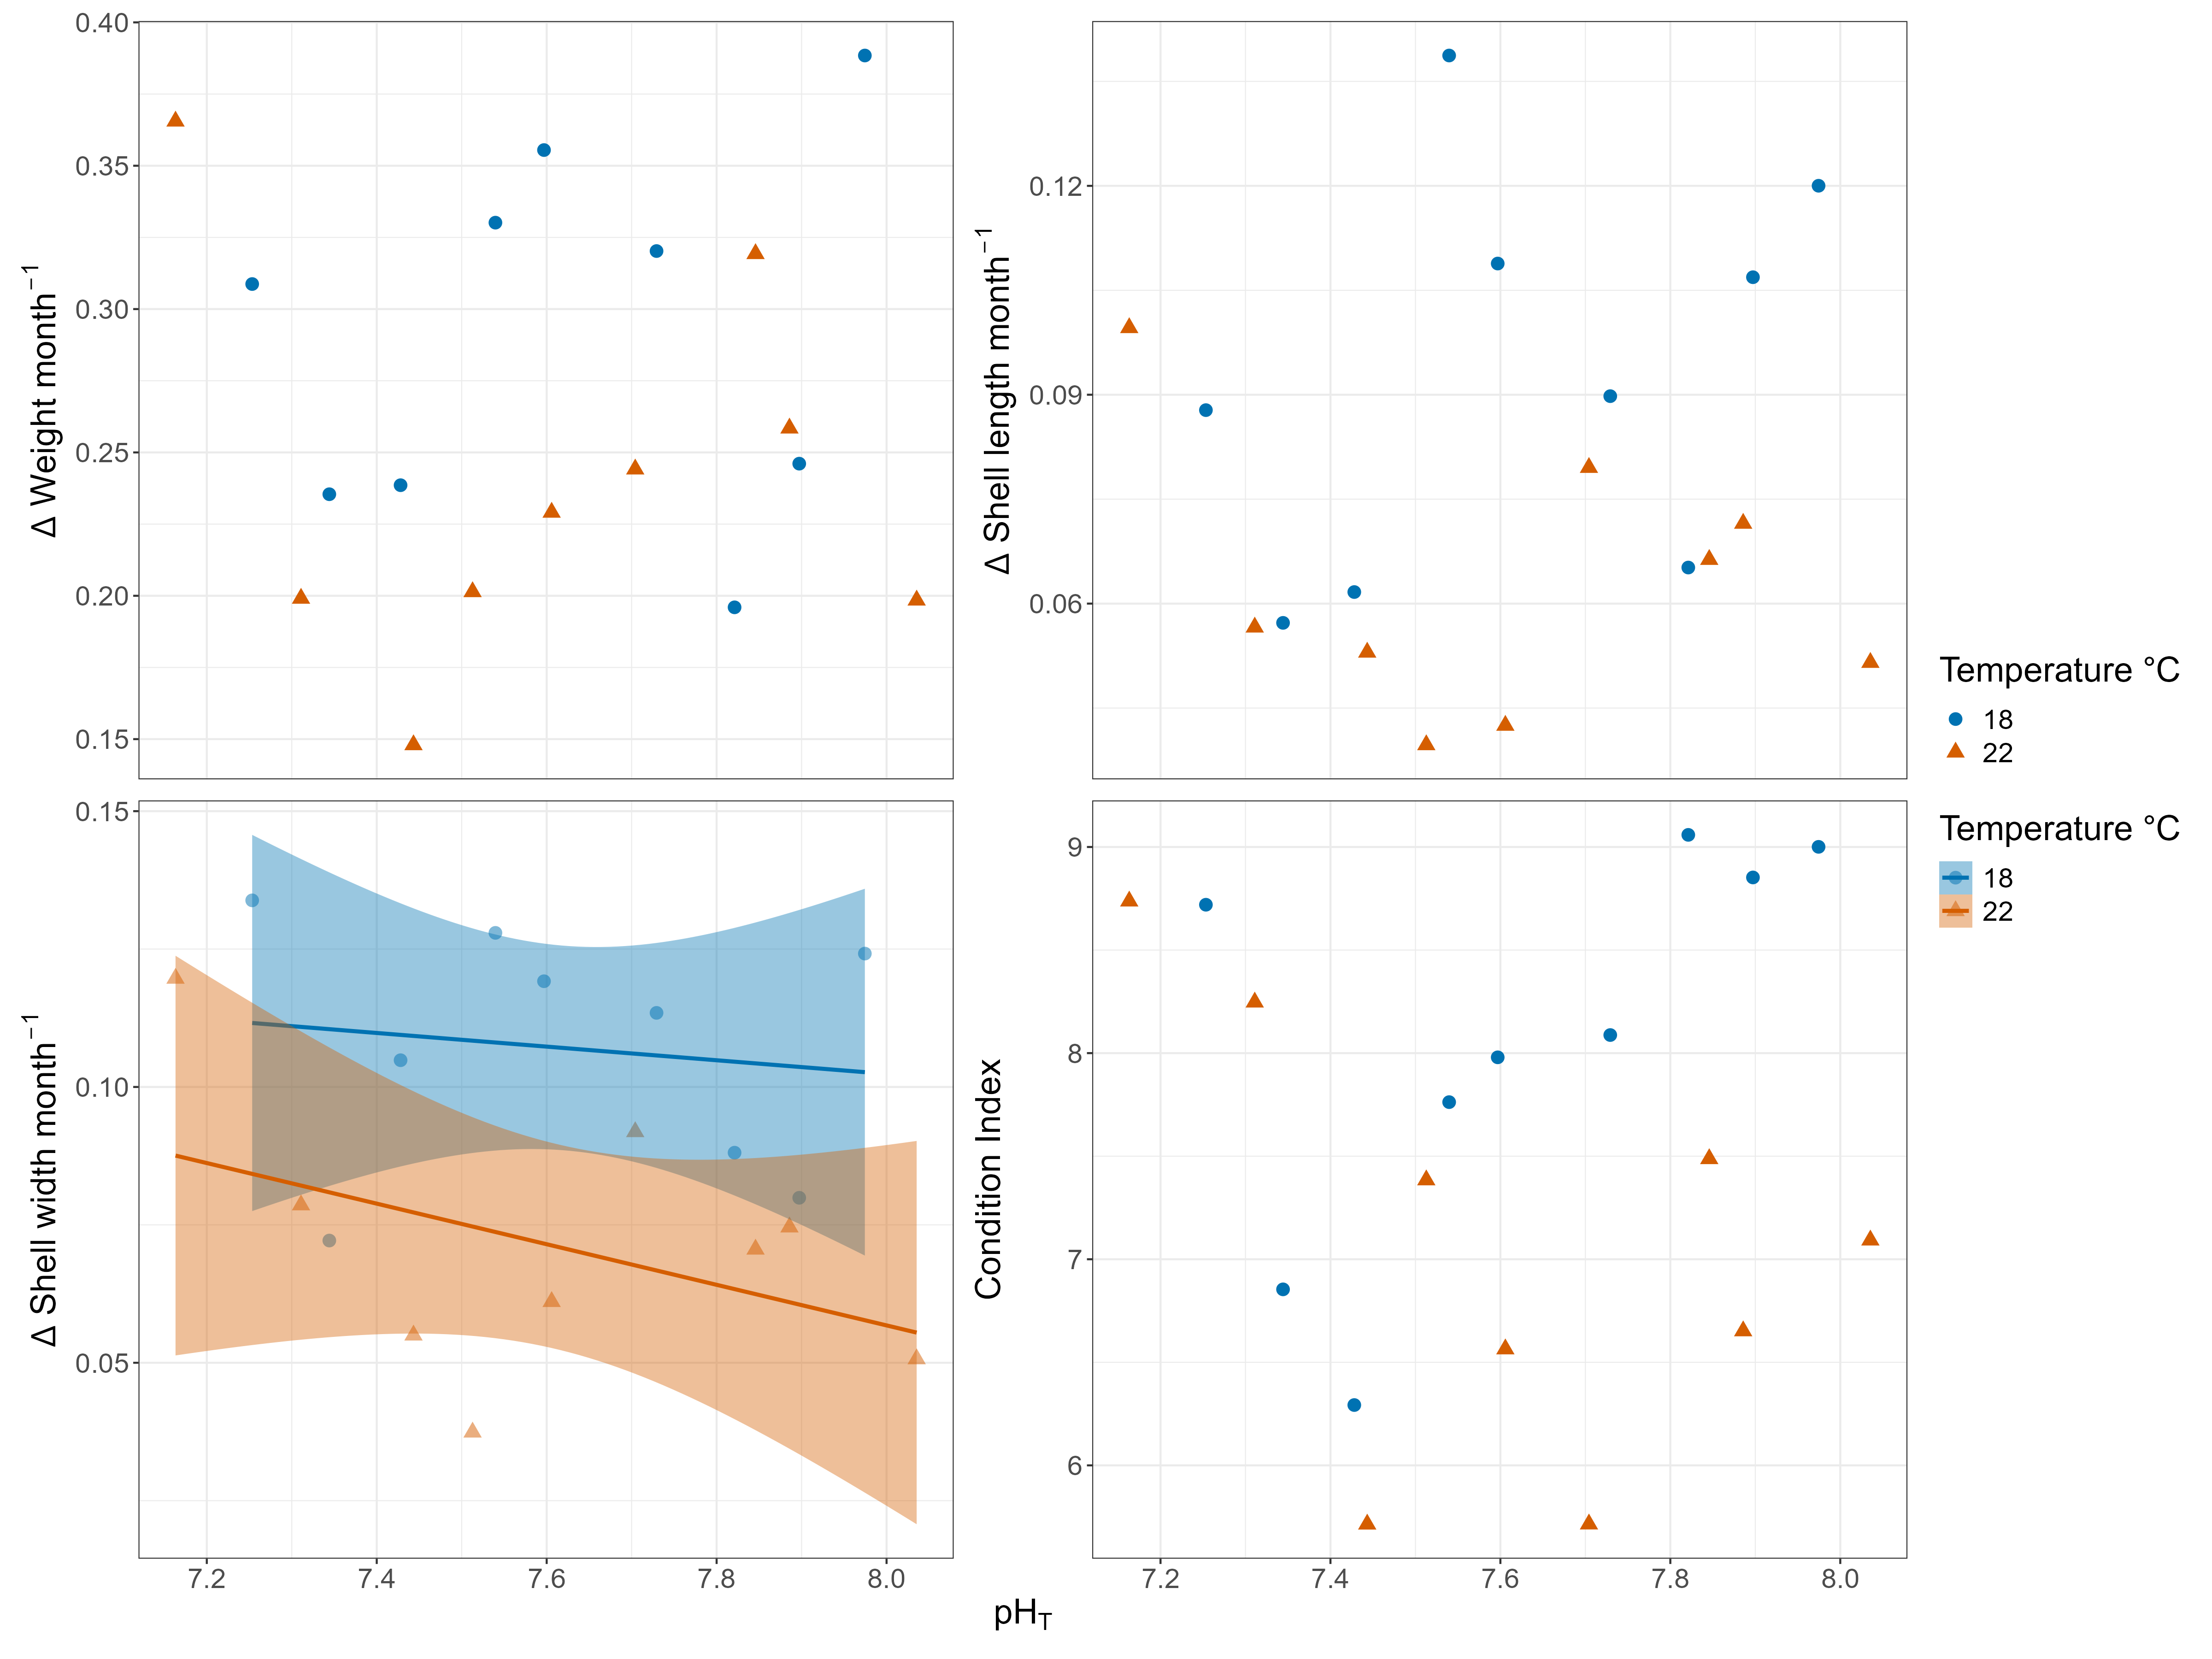 Δ Weight month⁻¹
0.40
0.35
0.30
0.25
0.20
0.15
Δ Shell length month⁻¹
0.12
0.09
0.06
Temperature °C
18
22
Δ Shell width month⁻¹
0.15
0.10
0.05
7.2 7.4 7.6 7.8 8.0
Condition Index
9
8
7
6
7.2 7.4 7.6 7.8 8.0
Temperature °C
18
22
pH_T